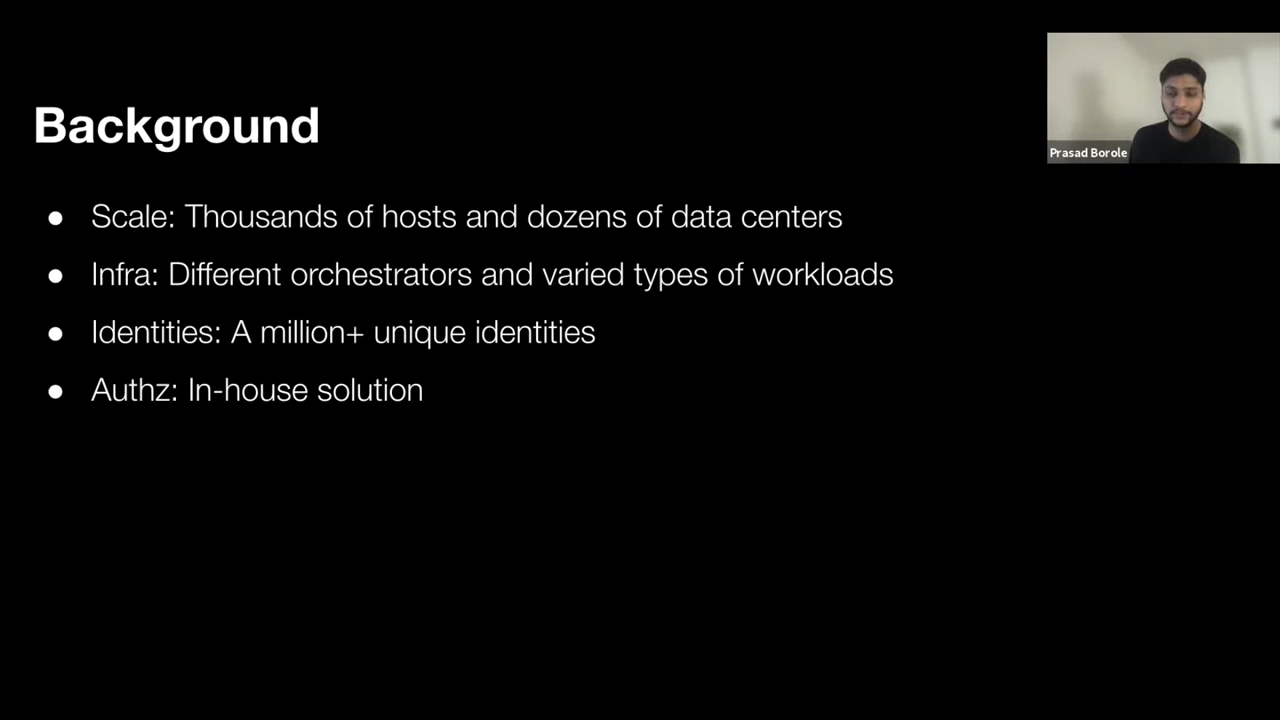 Background
● Scale: Thousands of hosts and dozens of data centers
● Infra: Different orchestrators and varied types of workloads
● Identities: A million+ unique identities
● Authz: In-house solution
Prasad Borole